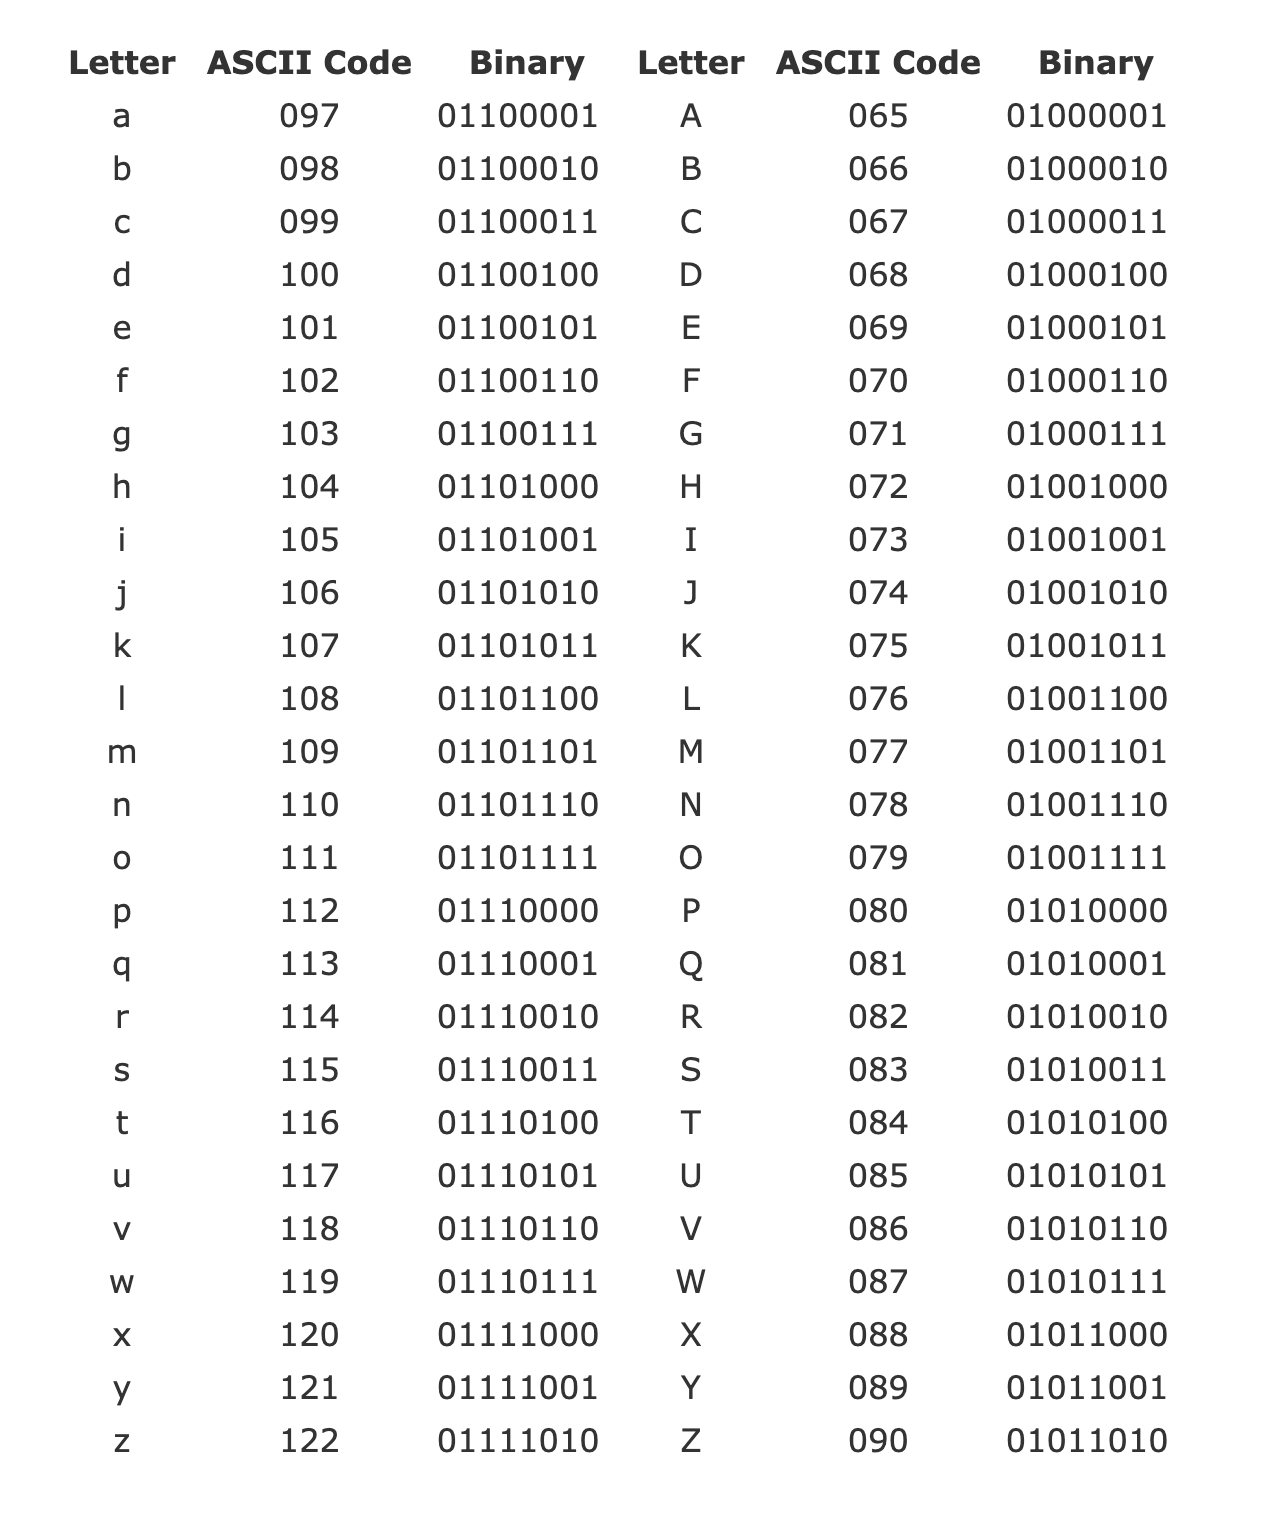 Letter ASCII Code Binary Letter ASCII Code Binary
a 097 01100001 A 065 01000001
b 098 01100010 B 066 01000010
c 099 01100011 C 067 01000011
d 100 01100100 D 068 01000100
e 101 01100101 E 069 01000101
f 102 01100110 F 070 01000110
g 103 01100111 G 071 01000111
h 104 01101000 H 072 01001000
i 105 01101001 I 073 01001001
j 106 01101010 J 074 01001010
k 107 01101011 K 075 01001011
l 108 01101100 L 076 01001100
m 109 01101101 M 077 01001101
n 110 01101110 N 078 01001110
o 111 01101111 O 079 01001111
p 112 01110000 P 080 01010000
q 113 01110001 Q 081 01010001
r 114 01110010 R 082 01010010
s 115 01110011 S 083 01010011
t 116 01110100 T 084 01010100
u 117 01110101 U 085 01010101
v 118 01110110 V 086 01010110
w 119 01110111 W 087 01010111
x 120 01111000 X 088 01011000
y 121 01111001 Y 089 01011001
z 122 01111010 Z 090 01011010